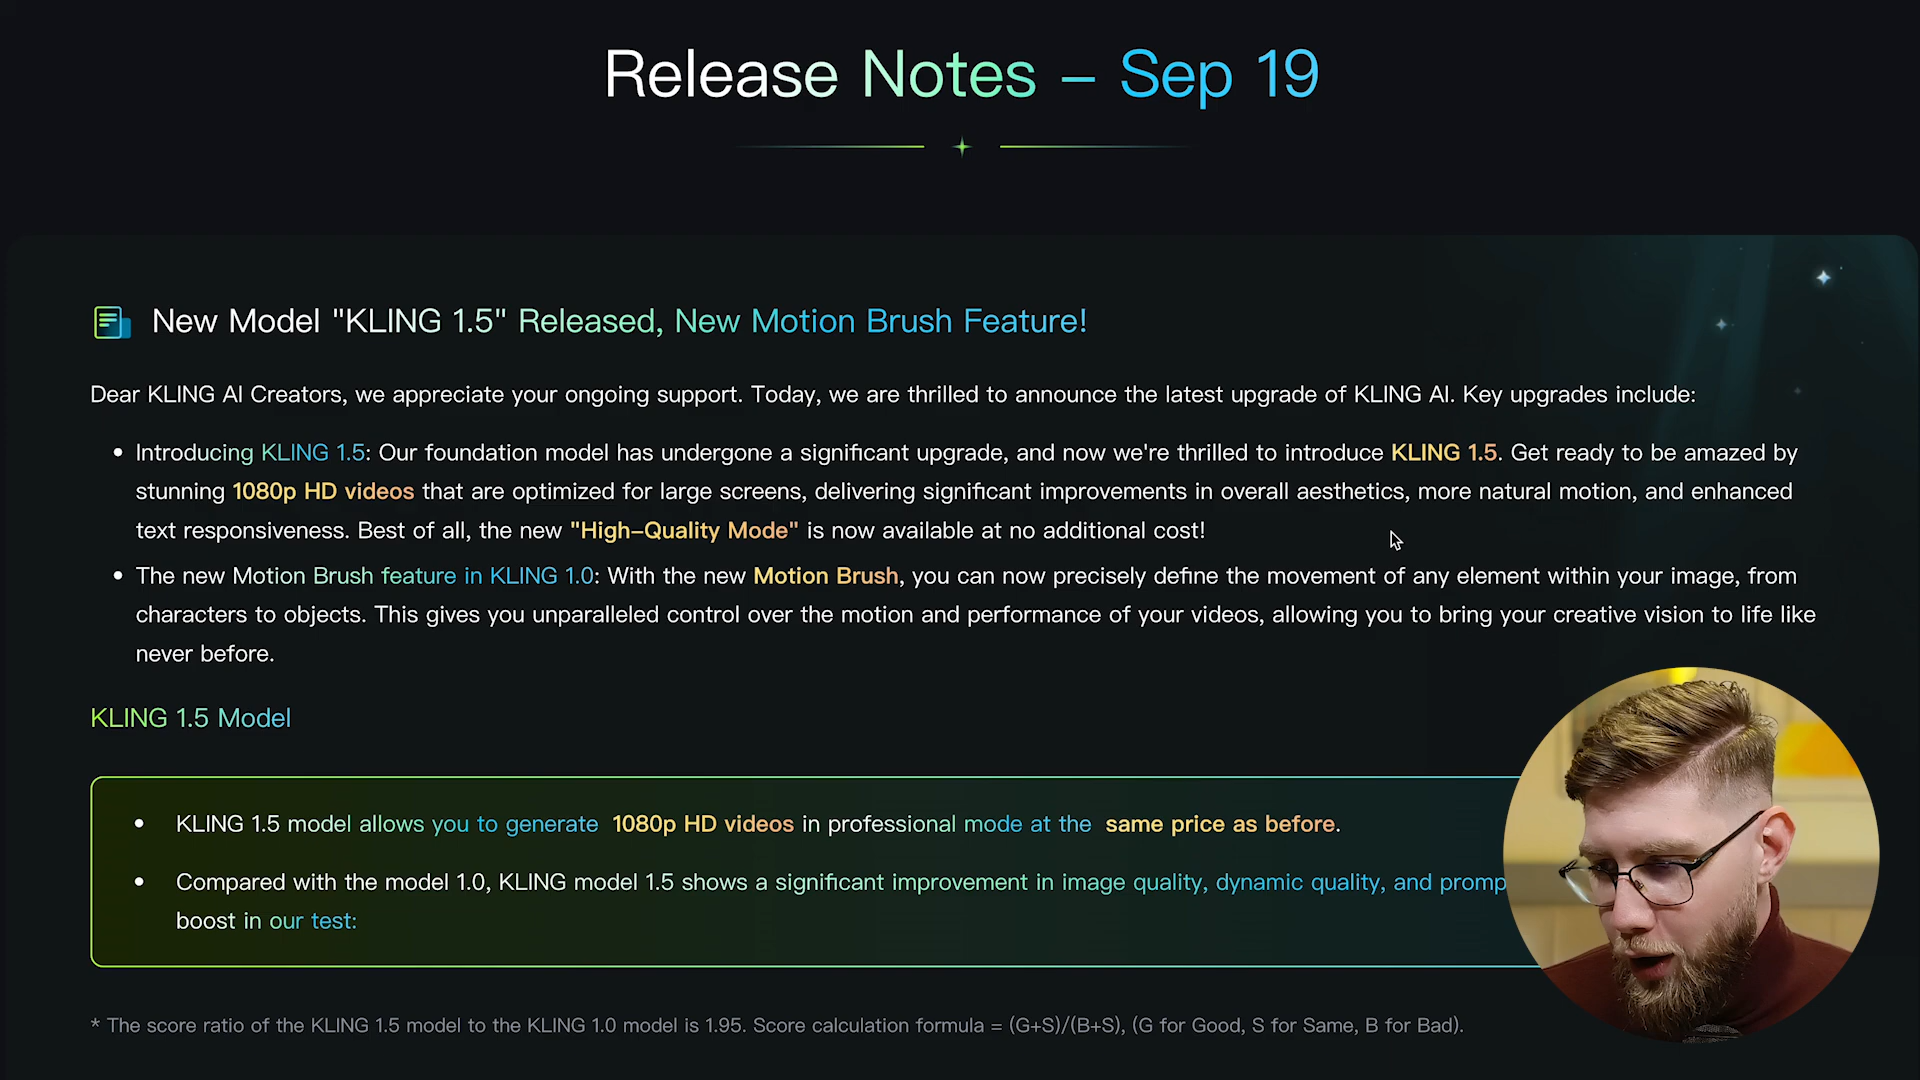 Release Notes – Sep 19
New Model "KLING 1.5" Released, New Motion Brush Feature!
Dear KLING AI Creators, we appreciate your ongoing support. Today, we are thrilled to announce the latest upgrade of KLING AI. Key upgrades include:
• Introducing KLING 1.5: Our foundation model has undergone a significant upgrade, and now we're thrilled to introduce KLING 1.5. Get ready to be amazed by
stunning 1080p HD videos that are optimized for large screens, delivering significant improvements in overall aesthetics, more natural motion, and enhanced
text responsiveness. Best of all, the new "High–Quality Mode" is now available at no additional cost!
• The new Motion Brush feature in KLING 1.0: With the new Motion Brush, you can now precisely define the movement of any element within your image, from
characters to objects. This gives you unparalleled control over the motion and performance of your videos, allowing you to bring your creative vision to life like
never before.
KLING 1.5 Model
• KLING 1.5 model allows you to generate 1080p HD videos in professional mode at the same price as before.
• Compared with the model 1.0, KLING model 1.5 shows a significant improvement in image quality, dynamic quality, and promp
boost in our test:
* The score ratio of the KLING 1.5 model to the KLING 1.0 model is 1.95. Score calculation formula = (G+S)/(B+S), (G for Good, S for Same, B for Bad).